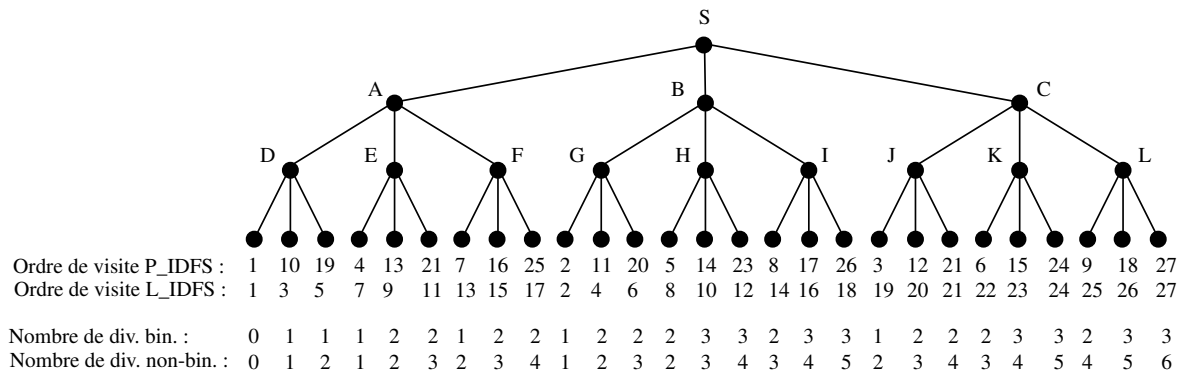 S
A B C
D E F G H I J K L
Ordre de visite P_IDFS : 1 10 19 4 13 21 7 16 25 2 11 20 5 14 23 8 17 26 3 12 21 6 15 24 9 18 27
Ordre de visite L_IDFS : 1 3 5 7 9 11 13 15 17 2 4 6 8 10 12 14 16 18 19 20 21 22 23 24 25 26 27
Nombre de div. bin. : 0 1 1 1 2 2 1 2 2 1 2 2 2 3 3 2 3 3 1 2 2 2 3 3 2 3 3
Nombre de div. non-bin. : 0 1 2 1 2 3 2 3 4 1 2 3 2 3 4 3 4 5 2 3 4 3 4 5 4 5 6